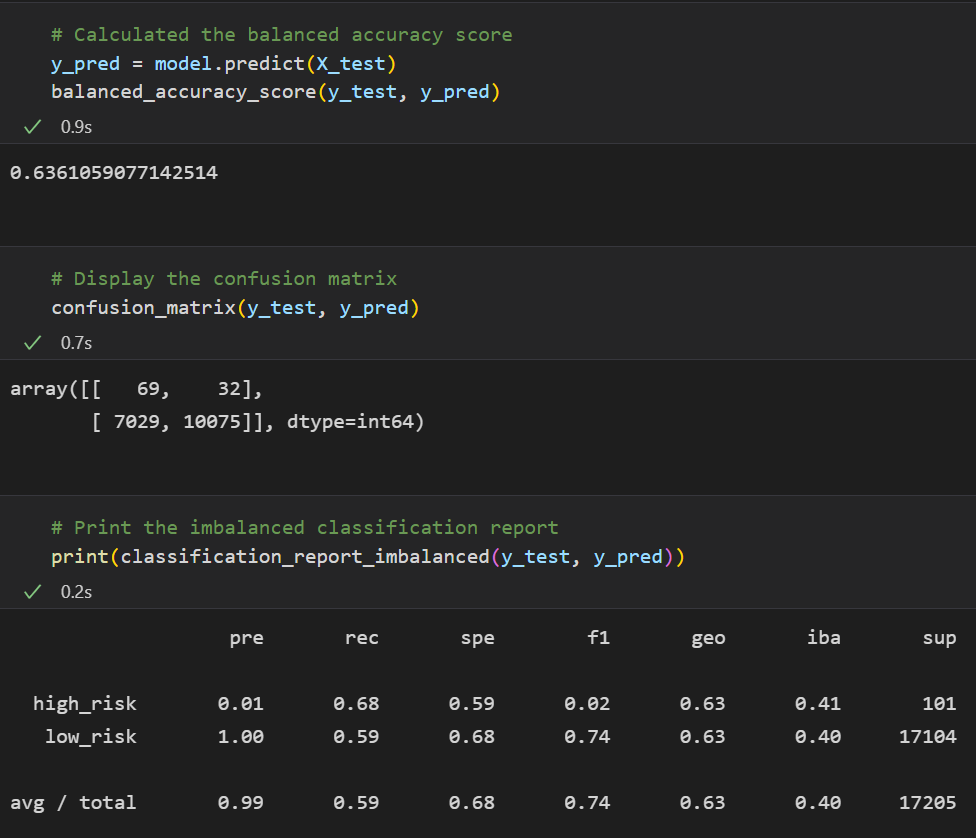 # Calculated the balanced accuracy score
y_pred = model.predict(X_test)
balanced_accuracy_score(y_test, y_pred)
✓ 0.9s
0.6361059077142514
# Display the confusion matrix
confusion_matrix(y_test, y_pred)
✓ 0.7s
array([[   69,    32],
       [ 7029, 10075]], dtype=int64)
# Print the imbalanced classification report
print(classification_report_imbalanced(y_test, y_pred))
✓ 0.2s
pre rec spe f1 geo iba sup
high_risk 0.01 0.68 0.59 0.02 0.63 0.41 101
low_risk 1.00 0.59 0.68 0.74 0.63 0.40 17104
avg / total 0.99 0.59 0.68 0.74 0.63 0.40 17205